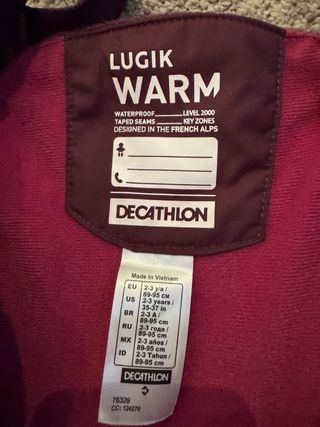 LUGIK
WARM
WATERPROOF LEVEL 2000
TAPED SEAMS KEY ZONES
DESIGNED IN THE FRENCH ALPS
DECATHLON
Made in Vietnam
EU 2-3 y/a / 89-95 CM
US 2-3 years / 35-37 in
BR 2-3 A / 89-95 cm
RU 2-3 года / 89-95 cm
MX 2-3 años / 89-95 cm
ID 2-3 Tahun / 89-95 cm
DECATHLON
76329
CC: 124278